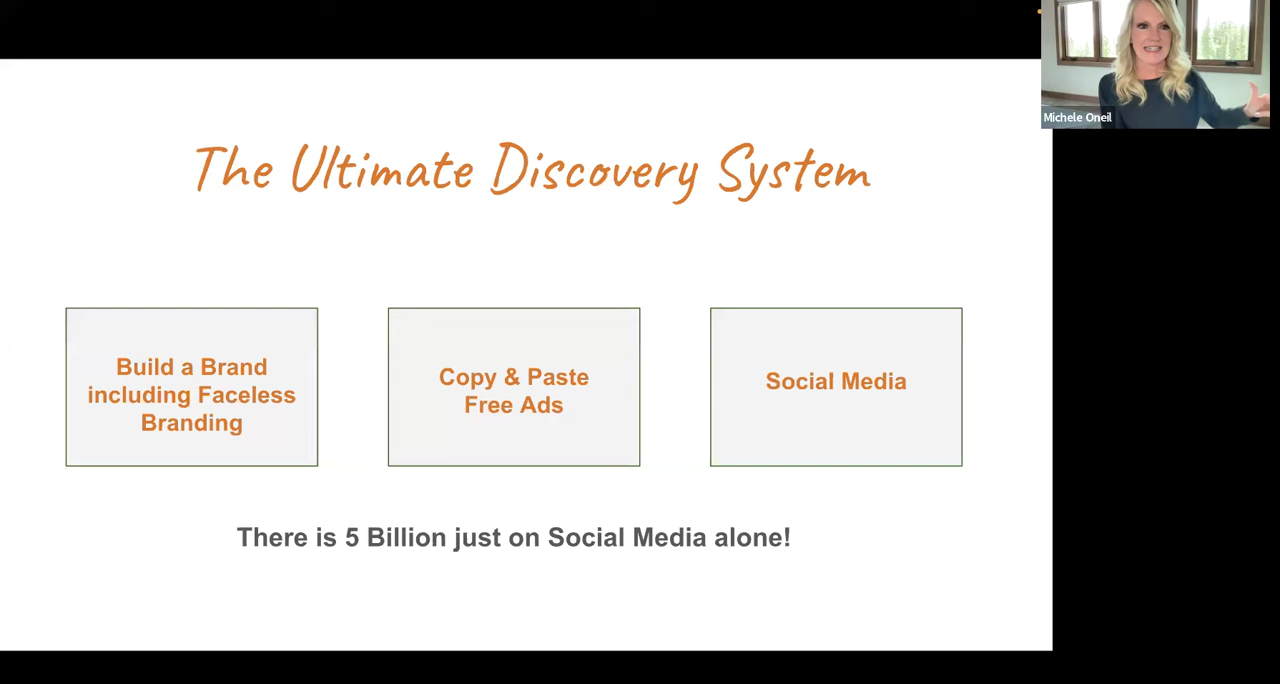 Michele Oneil
The Ultimate Discovery System
Build a Brand
including Faceless
Branding
Copy & Paste
Free Ads
Social Media
There is 5 Billion just on Social Media alone!